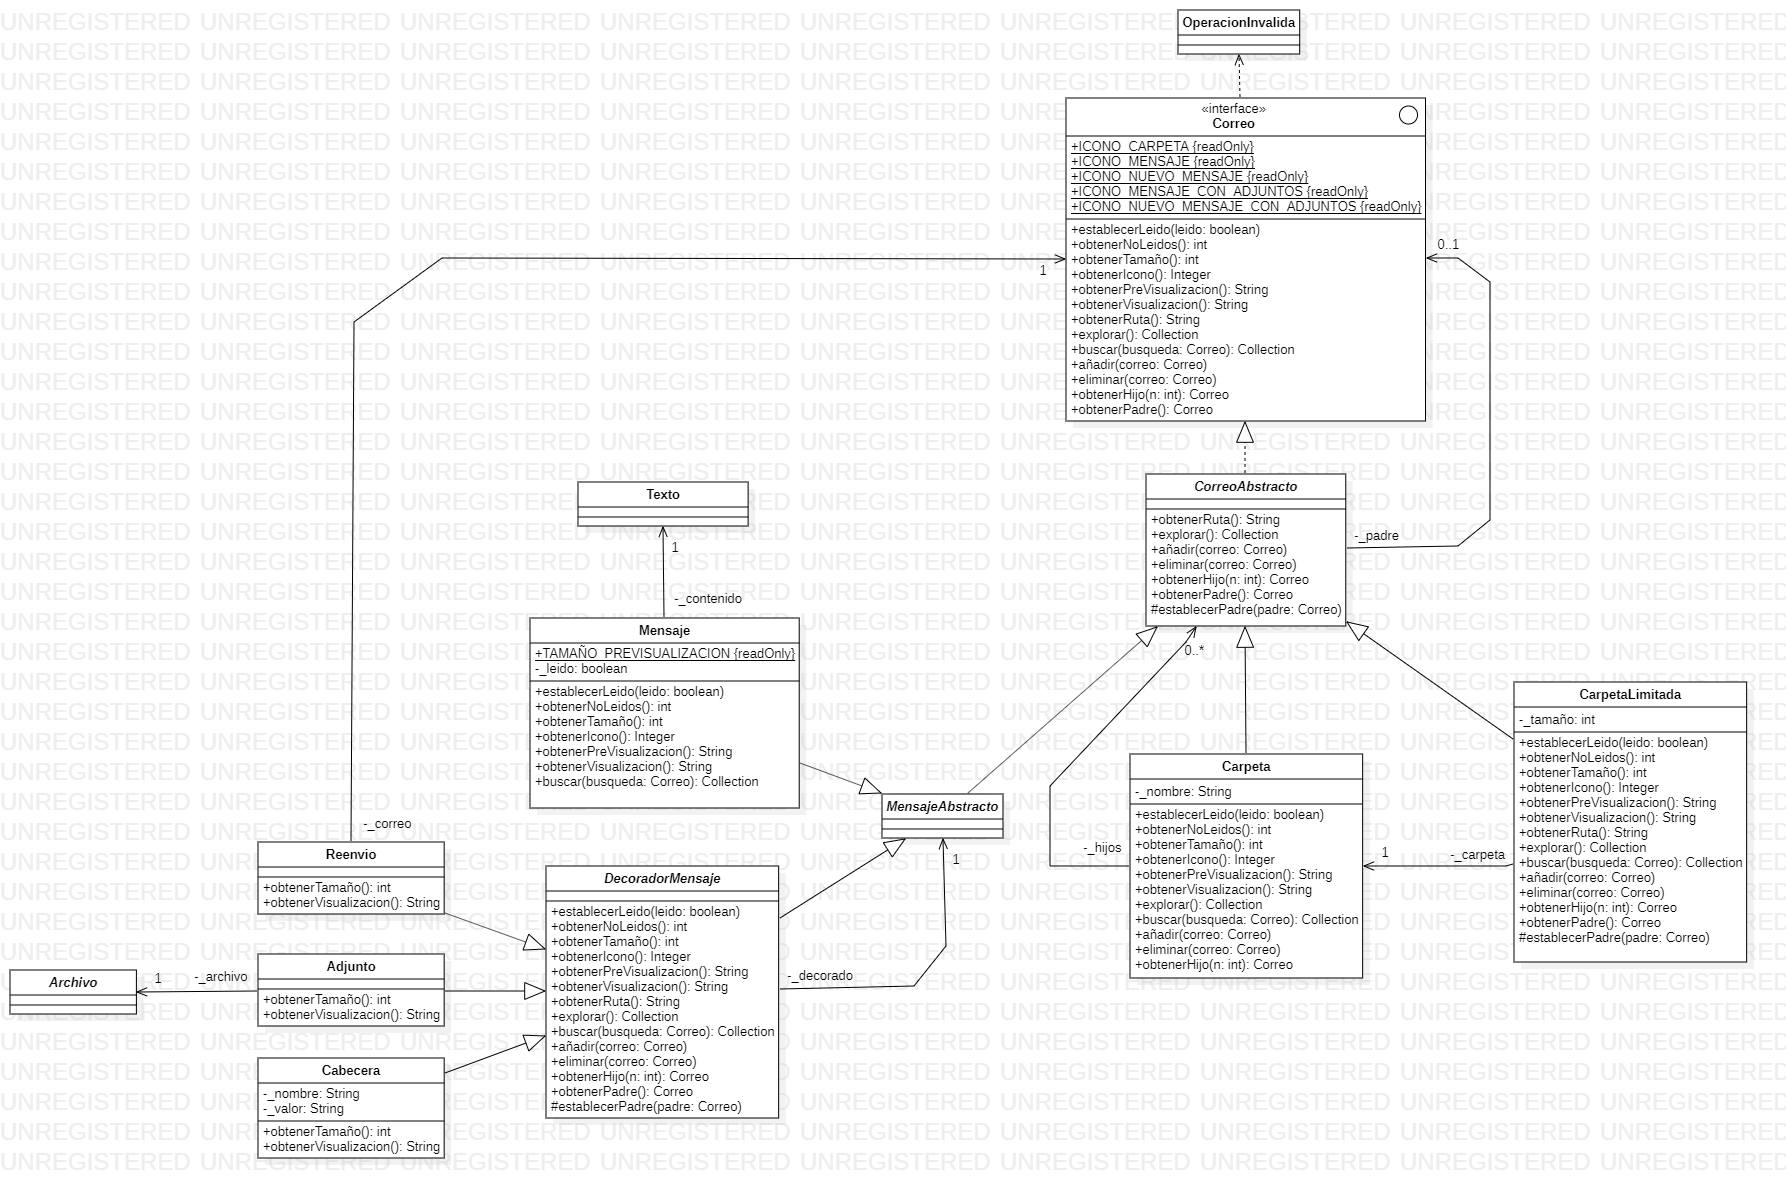 OperacionInvalida
«interface»
Correo
+ICONO_CARPETA {readOnly}
+ICONO_MENSAJE {readOnly}
+ICONO_NUEVO_MENSAJE {readOnly}
+ICONO_MENSAJE_CON_ADJUNTOS {readOnly}
+ICONO_NUEVO_MENSAJE_CON_ADJUNTOS {readOnly}
+establecerLeido(leido: boolean)
+obtenerNoLeidos(): int
+obtenerTamaño(): int
+obtenerIcono(): Integer
+obtenerPreVisualizacion(): String
+obtenerVisualizacion(): String
+obtenerRuta(): String
+explorar(): Collection
+buscar(busqueda: Correo): Collection
+añadir(correo: Correo)
+eliminar(correo: Correo)
+obtenerHijo(n: int): Correo
+obtenerPadre(): Correo
0..1
1
CorreoAbstracto
+obtenerRuta(): String
+explorar(): Collection
+añadir(correo: Correo)
+eliminar(correo: Correo)
+obtenerHijo(n: int): Correo
+obtenerPadre(): Correo
#establecerPadre(padre: Correo)
-_padre
0..*
Texto
1
-_contenido
Mensaje
+TAMAÑO_PREVISUALIZACION {readOnly}
-_leido: boolean
+establecerLeido(leido: boolean)
+obtenerNoLeidos(): int
+obtenerTamaño(): int
+obtenerIcono(): Integer
+obtenerPreVisualizacion(): String
+obtenerVisualizacion(): String
+buscar(busqueda: Correo): Collection
MensajeAbstracto
1
Carpeta
-_nombre: String
+establecerLeido(leido: boolean)
+obtenerNoLeidos(): int
+obtenerTamaño(): int
+obtenerIcono(): Integer
+obtenerPreVisualizacion(): String
+obtenerVisualizacion(): String
+explorar(): Collection
+buscar(busqueda: Correo): Collection
+añadir(correo: Correo)
+eliminar(correo: Correo)
+obtenerHijo(n: int): Correo
-_hijos
1
-_carpeta
CarpetaLimitada
-_tamaño: int
+establecerLeido(leido: boolean)
+obtenerNoLeidos(): int
+obtenerTamaño(): int
+obtenerIcono(): Integer
+obtenerPreVisualizacion(): String
+obtenerVisualizacion(): String
+obtenerRuta(): String
+explorar(): Collection
+buscar(busqueda: Correo): Collection
+añadir(correo: Correo)
+eliminar(correo: Correo)
+obtenerHijo(n: int): Correo
+obtenerPadre(): Correo
#establecerPadre(padre: Correo)
-_correo
Reenvio
+obtenerTamaño(): int
+obtenerVisualizacion(): String
DecoradorMensaje
+establecerLeido(leido: boolean)
+obtenerNoLeidos(): int
+obtenerTamaño(): int
+obtenerIcono(): Integer
+obtenerPreVisualizacion(): String
+obtenerVisualizacion(): String
+obtenerRuta(): String
+explorar(): Collection
+buscar(busqueda: Correo): Collection
+añadir(correo: Correo)
+eliminar(correo: Correo)
+obtenerHijo(n: int): Correo
+obtenerPadre(): Correo
#establecerPadre(padre: Correo)
-_decorado
Archivo
1
-_archivo
Adjunto
+obtenerTamaño(): int
+obtenerVisualizacion(): String
Cabecera
-_nombre: String
-_valor: String
+obtenerTamaño(): int
+obtenerVisualizacion(): String
UNREGISTERED